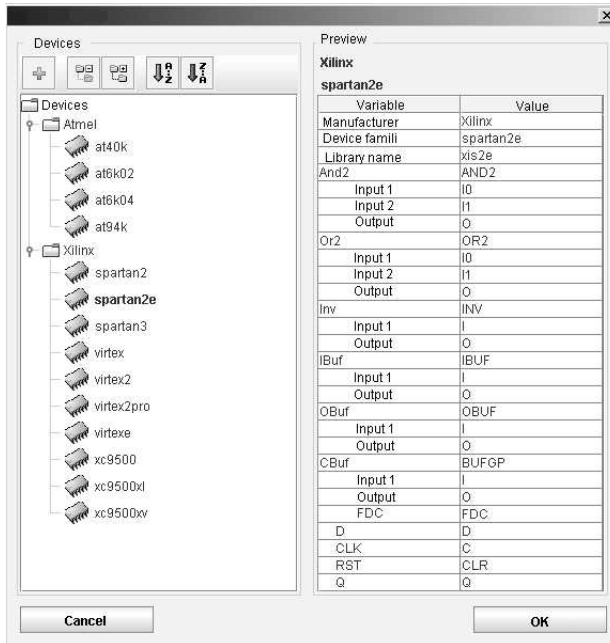 Devices
Devices
Atmel
at40k
at6k02
at6k04
at94k
Xilinx
spartan2
spartan2e
spartan3
virtex
virtex2
virtex2pro
virtexe
xc9500
xc9500xl
xc9500xv
Preview
Xilinx
spartan2e
Variable Value
Manufacturer Xilinx
Device famili spartan2e
Library name xis2e
And2 AND2
Input 1 I0
Input 2 I1
Output O
Or2 OR2
Input 1 I0
Input 2 I1
Output O
Inv INV
Input 1 I
Output O
IBuf IBUF
Input 1 I
Output O
OBuf OBUF
Input 1 I
Output O
CBuf BUFGP
Input 1 I
Output O
FDC FDC
D D
CLK C
RST CLR
Q Q
Cancel OK